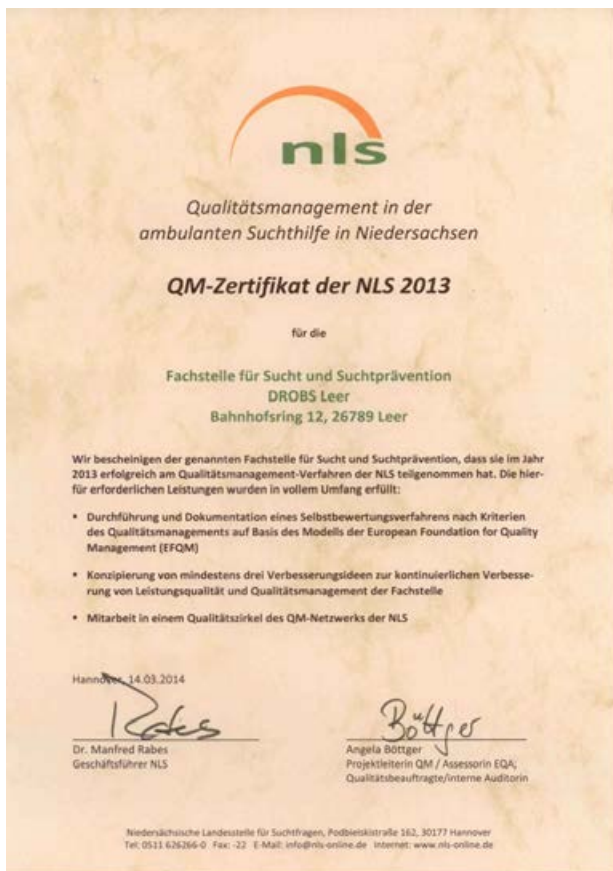 nls
Qualitätsmanagement in der
ambulanten Suchthilfe in Niedersachsen
QM-Zertifikat der NLS 2013
für die
Fachstelle für Sucht und Suchtprävention
DROBS Leer
Bahnhofsring 12, 26789 Leer
Wir bescheinigen der genannten Fachstelle für Sucht und Suchtprävention, dass sie im Jahr
2013 erfolgreich am Qualitätsmanagement-Verfahren der NLS teilgenommen hat. Die hier-
für erforderlichen Leistungen wurden in vollem Umfang erfüllt:
• Durchführung und Dokumentation eines Selbstbewertungsverfahrens nach Kriterien
des Qualitätsmanagements auf Basis des Modells der European Foundation for Quality
Management (EFQM)
• Konzipierung von mindestens drei Verbesserungsideen zur kontinuierlichen Verbesse-
rung von Leistungsqualität und Qualitätsmanagement der Fachstelle
• Mitarbeit in einem Qualitätszirkel des QM-Netzwerks der NLS
Hannover, 14.03.2014
Rabes
Böttger
Dr. Manfred Rabes
Geschäftsführer NLS
Angela Böttger
Projektleiterin QM / Assessorin EQA;
Qualitätsbeauftragte/interne Auditorin
Niedersächsische Landesstelle für Suchtfragen, Podbielskistraße 162, 30177 Hannover
Tel: 0511 626266-0 Fax: -22 E-Mail: info@nls-online.de Internet: www.nls-online.de